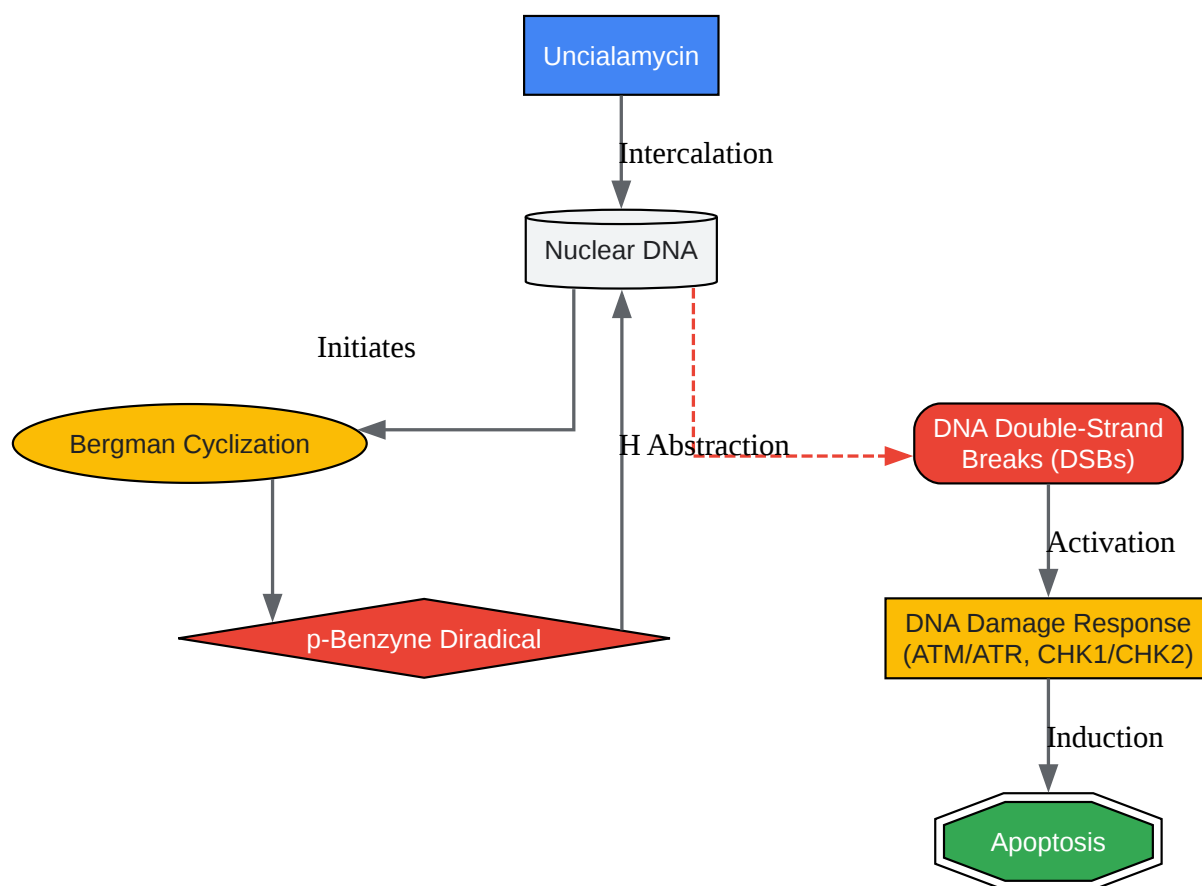 Uncialamycin
Intercalation
Nuclear DNA
Initiates
Bergman Cyclization
H Abstraction
DNA Double-Strand
Breaks (DSBs)
Activation
p-Benzyne Diradical
DNA Damage Response
(ATM/ATR, CHK1/CHK2)
Induction
Apoptosis